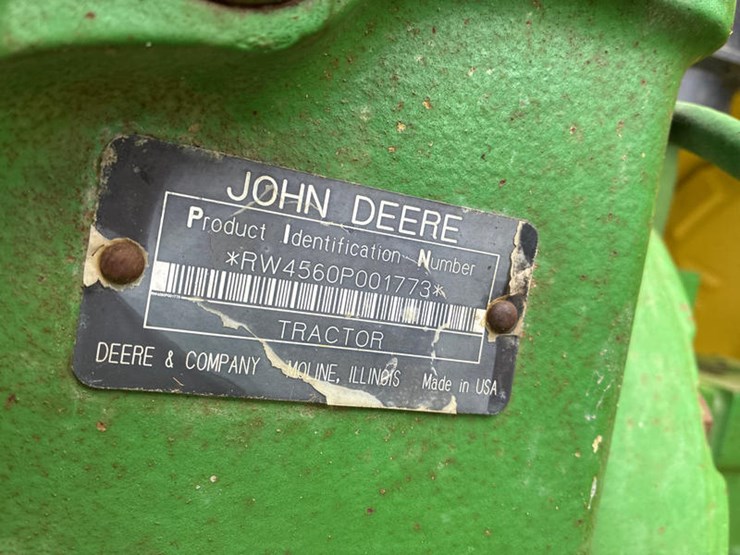 JOHN DEERE
Product Identification Number
*RW4560P001773*
TRACTOR
DEERE & COMPANY MOLINE, ILLINOIS Made in USA